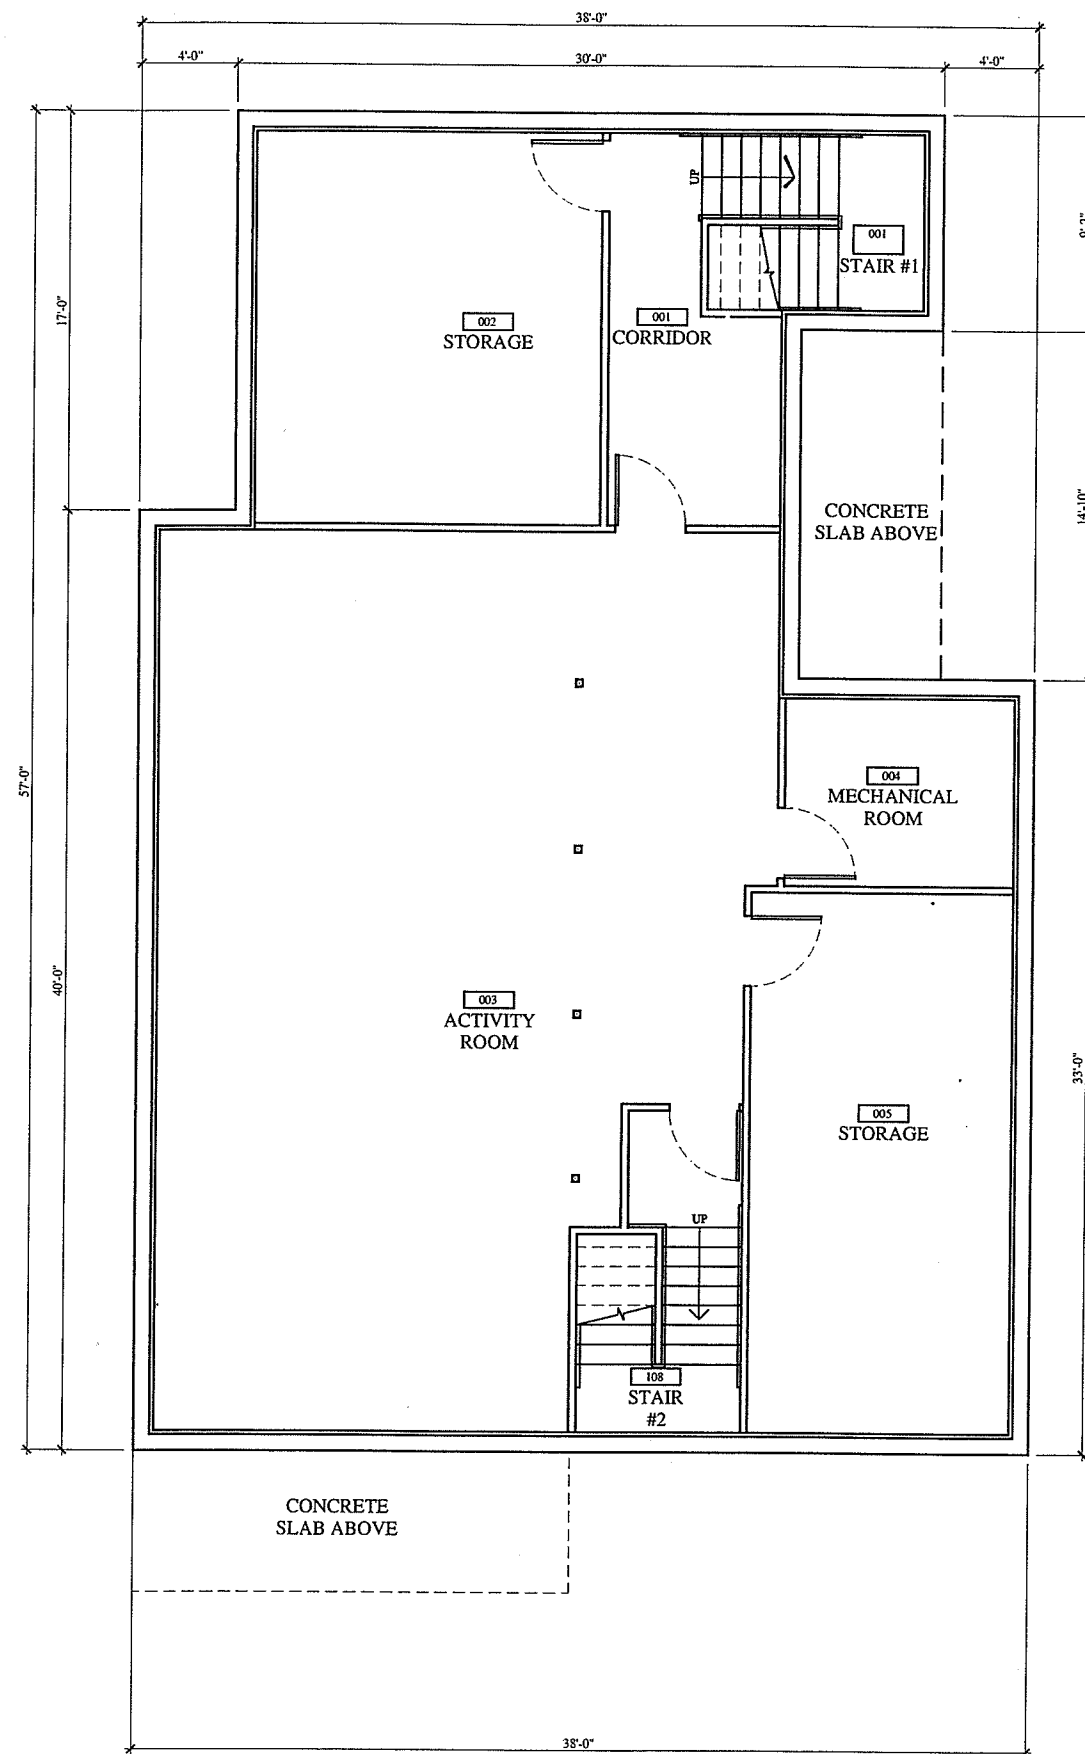 38'-0"
4'-0"
30'-0"
4'-0"
UP
9'-2"
001
STAIR #1
17'-0"
002
STORAGE
001
CORRIDOR
CONCRETE
SLAB ABOVE
14'-10"
57'-0"
004
MECHANICAL
ROOM
40'-0"
003
ACTIVITY
ROOM
33'-0"
005
STORAGE
UP
108
STAIR
#2
CONCRETE
SLAB ABOVE
38'-0"